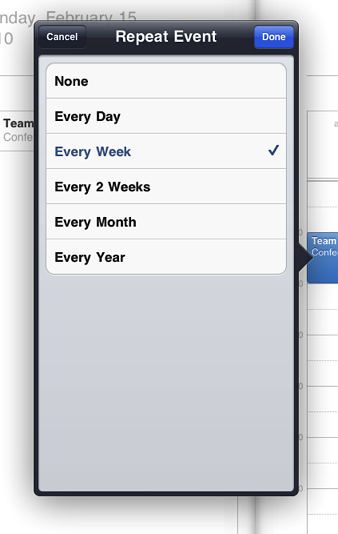 nday, February 15
10
Cancel
Repeat Event
Done
None
Every Day
Every Week
Every 2 Weeks
Every Month
Every Year
Team
Confe
Team
Confe